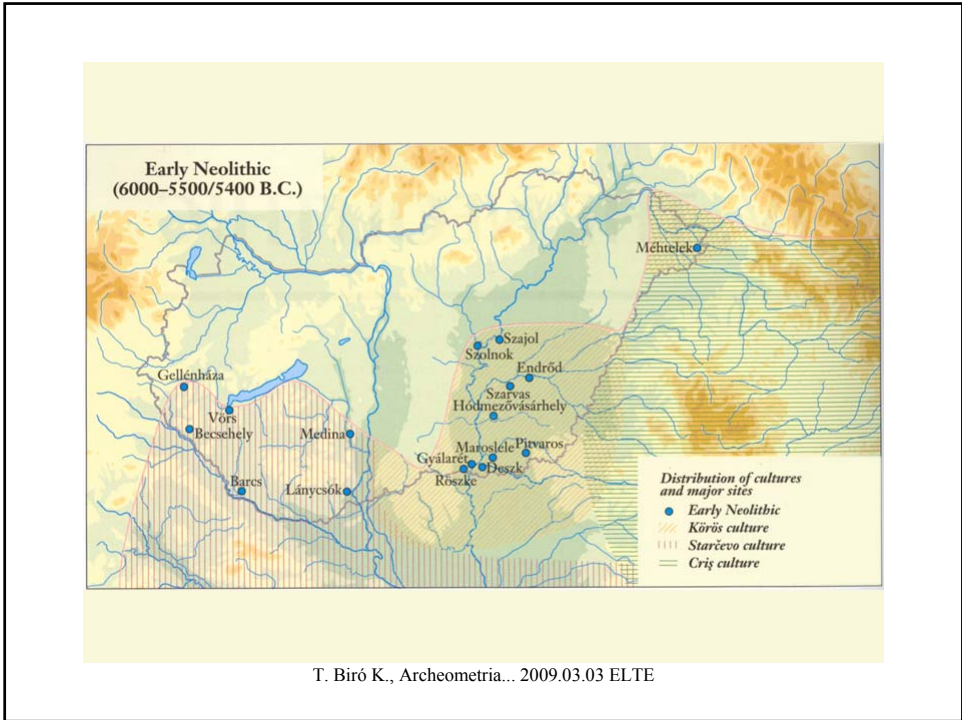 Early Neolithic
(6000–5500/5400 B.C.)
Méhtelek
Szajol
Szolnok
Endrőd
Gellénháza
Szarvas
Hódmezővásárhely
Vörs
Becsehely
Medina
Maroslele
Pitvaros
Gyálarét
Deszk
Röszke
Barcs
Lánycsók
Distribution of cultures
and major sites
Early Neolithic
Körös culture
Starčevo culture
Criş culture
T. Biró K., Archeometria... 2009.03.03 ELTE